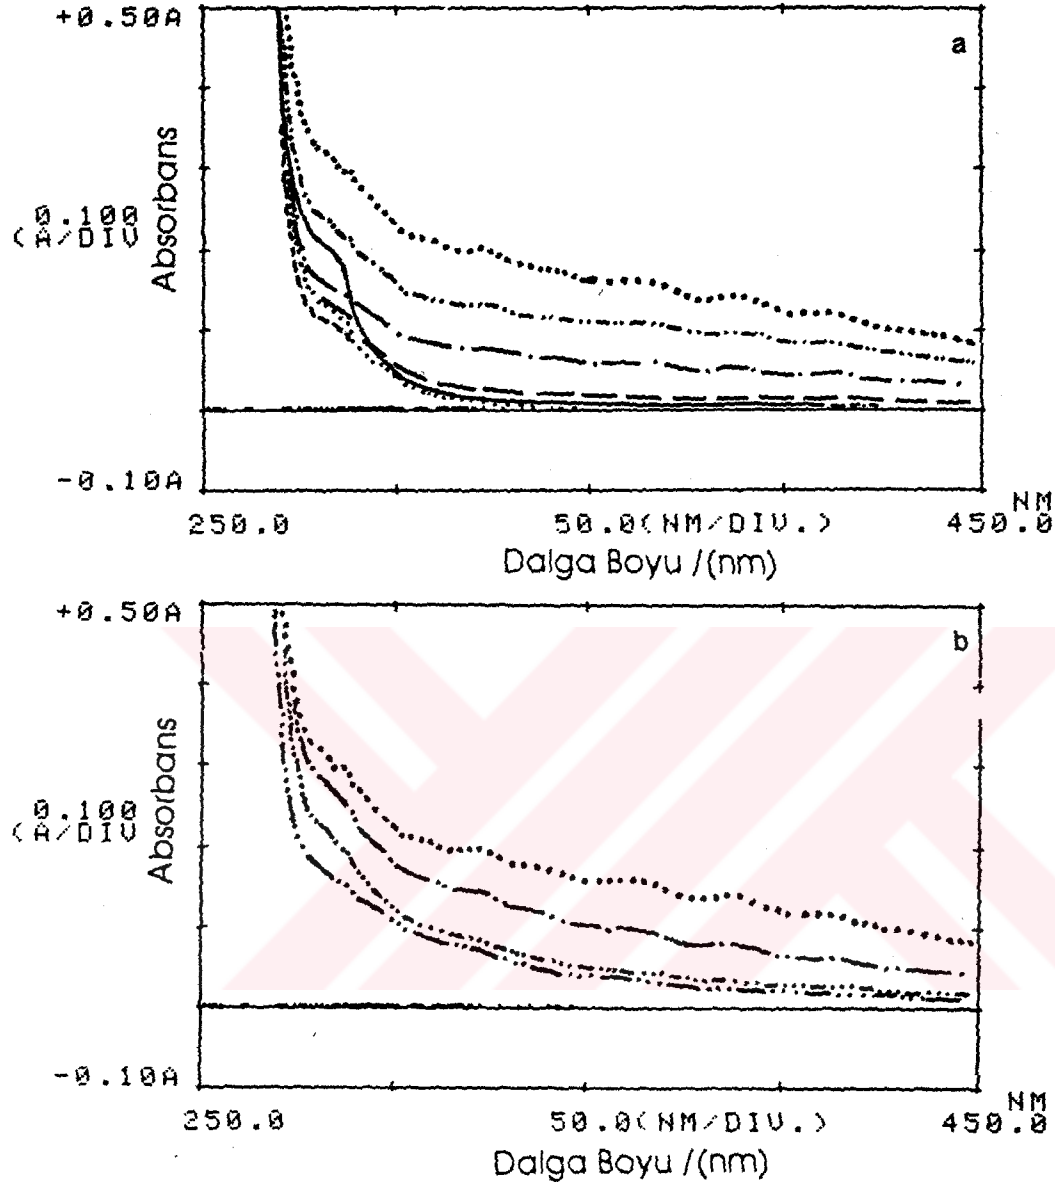 +0.50A
a
Absorbans
0.100
(A/DIV
-0.10A
NM
250.0 50.0(NM/DIV.) 450.0
Dalga Boyu /(nm)
+0.50A
b
Absorbans
0.100
(A/DIV
-0.10A
NM
250.0 50.0(NM/DIV.) 450.0
Dalga Boyu /(nm)